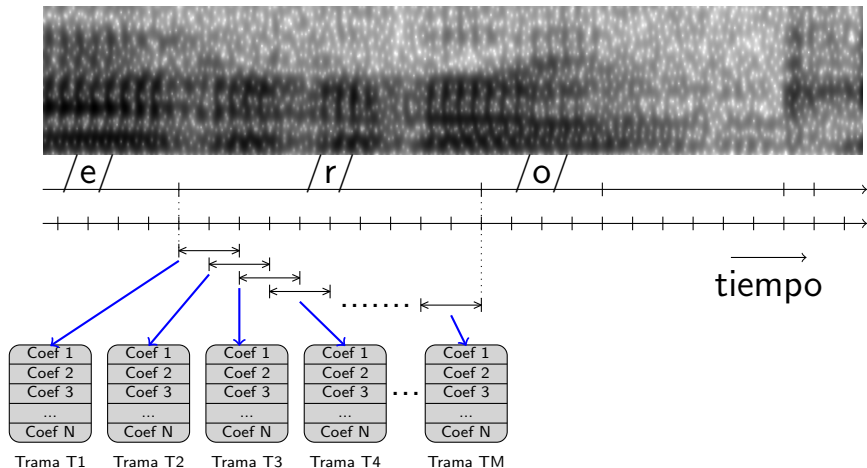 /e/ /r/ /o/
tiempo
.......
Coef 1 Coef 1 Coef 1 Coef 1 Coef 1
Coef 2 Coef 2 Coef 2 Coef 2 Coef 2
Coef 3 Coef 3 Coef 3 Coef 3 ... Coef 3
... ... ... ... ...
Coef N Coef N Coef N Coef N Coef N
Trama T1 Trama T2 Trama T3 Trama T4 Trama TM